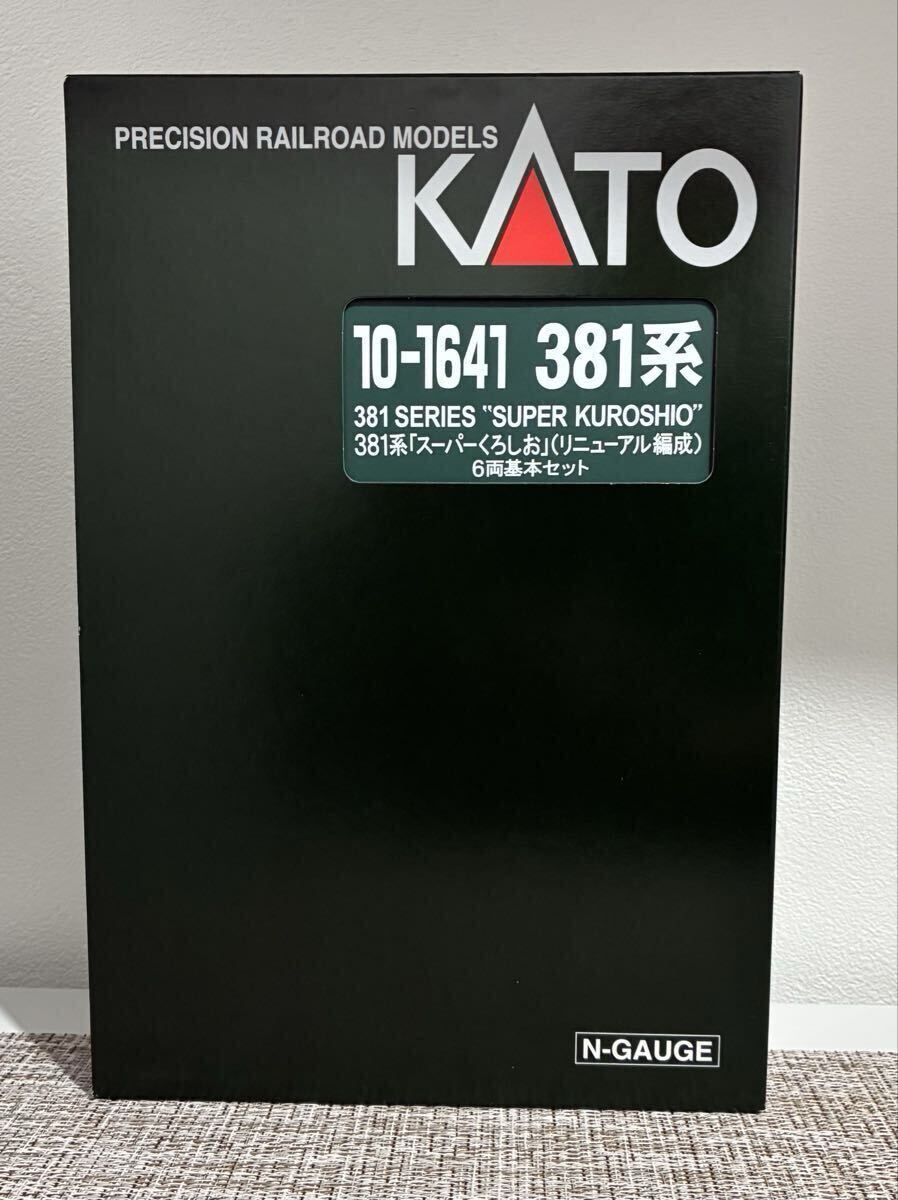 PRECISION RAILROAD MODELS
KATO
10-1641 381系
381 SERIES “SUPER KUROSHIO”
381系「スーパーくろしお」(リニューアル編成)
6両基本セット
N-GAUGE